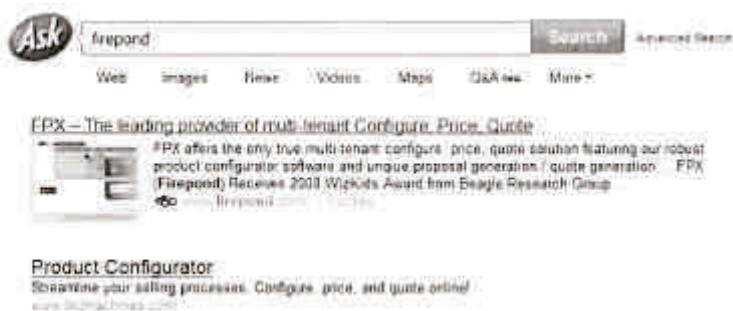 Ask
firepond
Search
Advanced Search
Web Images News Videos Maps Q&A More
FPX – The leading provider of multi-tenant Configure, Price, Quote
FPX offers the only true multi-tenant configure, price, quote solution featuring our robust
product configurator software and unique proposal generation / quote generation FPX
(Firepond) Receives 2008 Wizkids Award from Beagle Research Group
firepond
Product Configurator
Streamline your selling processes. Configure, price, and quote online!